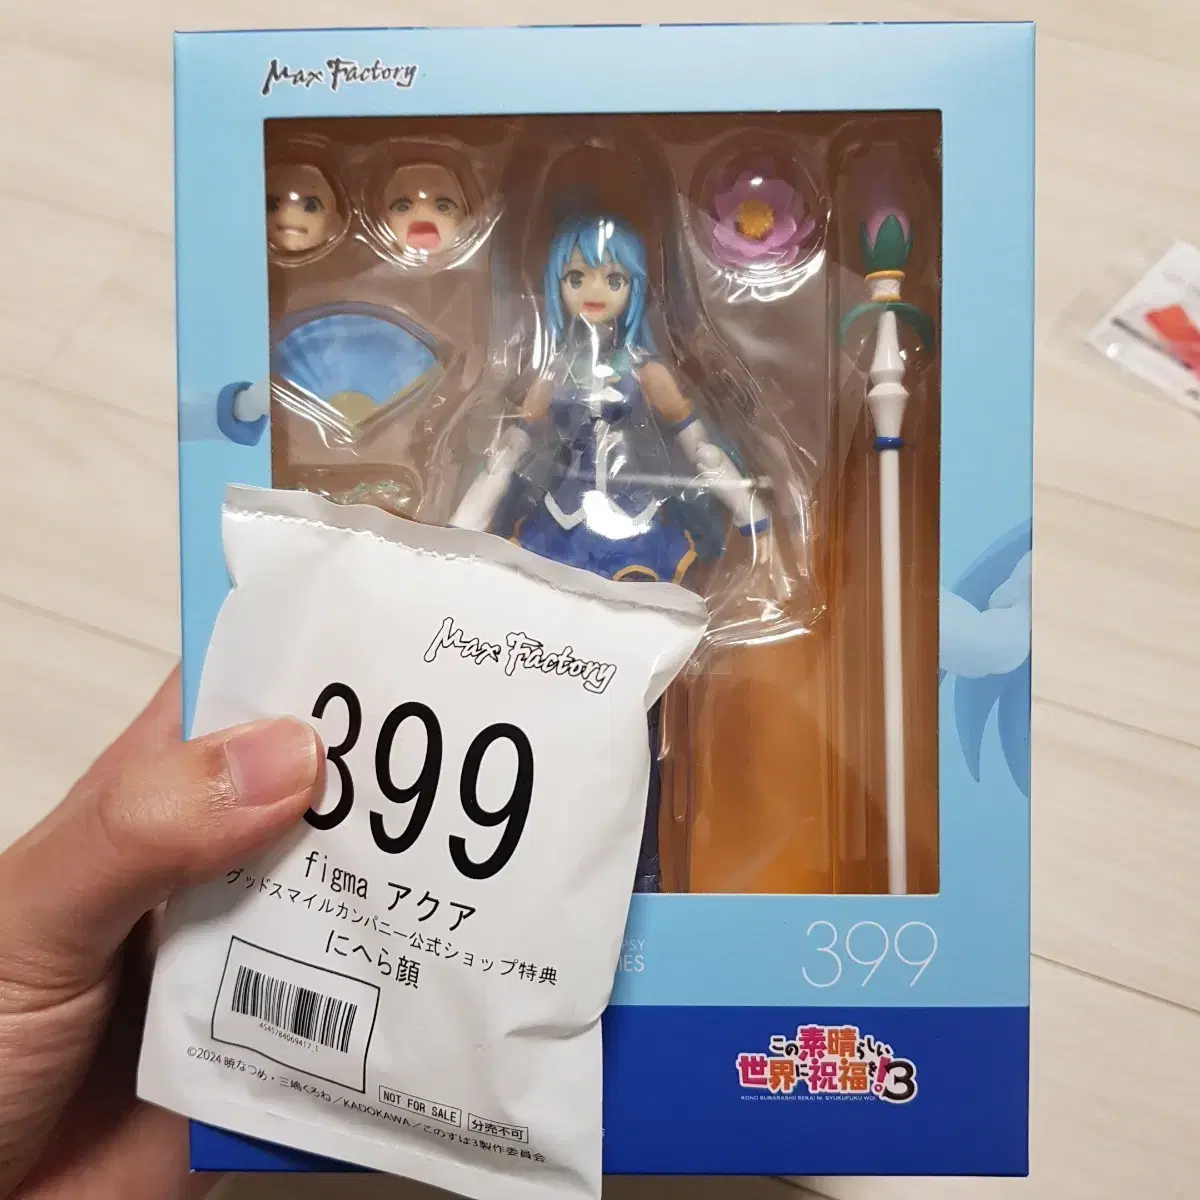 Max Factory
Max Factory
399
figma アクア
グッドスマイルカンパニー公式ショップ特典
にへら顔
4545784069417.1
©2024 暁なつめ・三嶋くろね/KADOKAWA/このすば3製作委員会
NOT FOR SALE
分売不可
399
この素晴らしい
世界に祝福を!3
KONO SUBARASHII SEKAI NI SYUKUFUKU WO!